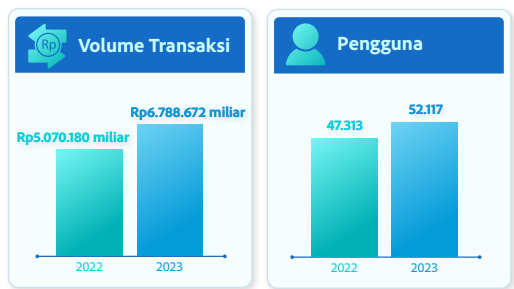 Rp
Volume Transaksi
Rp6.788.672 miliar
Rp5.070.180 miliar
2022
2023
Pengguna
52.117
47.313
2022
2023